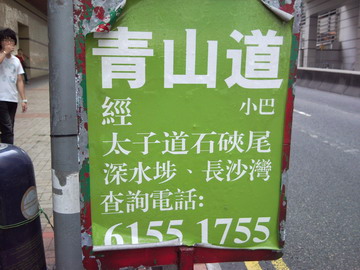 青山道
經 小巴
太子道石硤尾
深水埗、長沙灣
查詢電話:
6155 1755